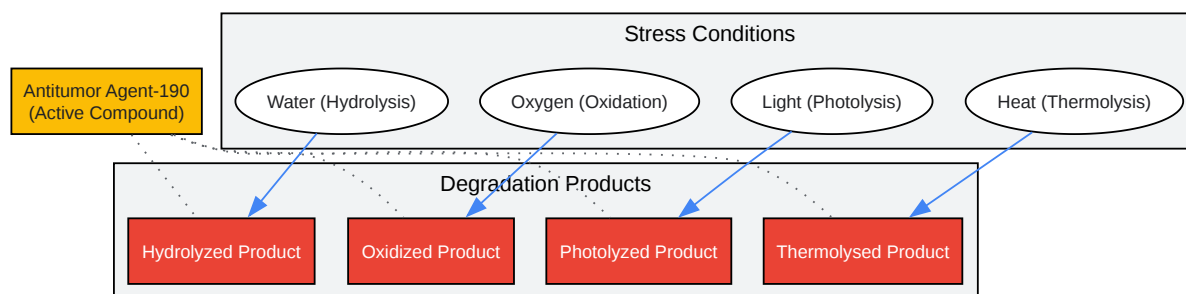 Stress Conditions
Antitumor Agent-190
(Active Compound)
Water (Hydrolysis)
Oxygen (Oxidation)
Light (Photolysis)
Heat (Thermolysis)
Degradation Products
Hydrolyzed Product
Oxidized Product
Photolyzed Product
Thermolysed Product